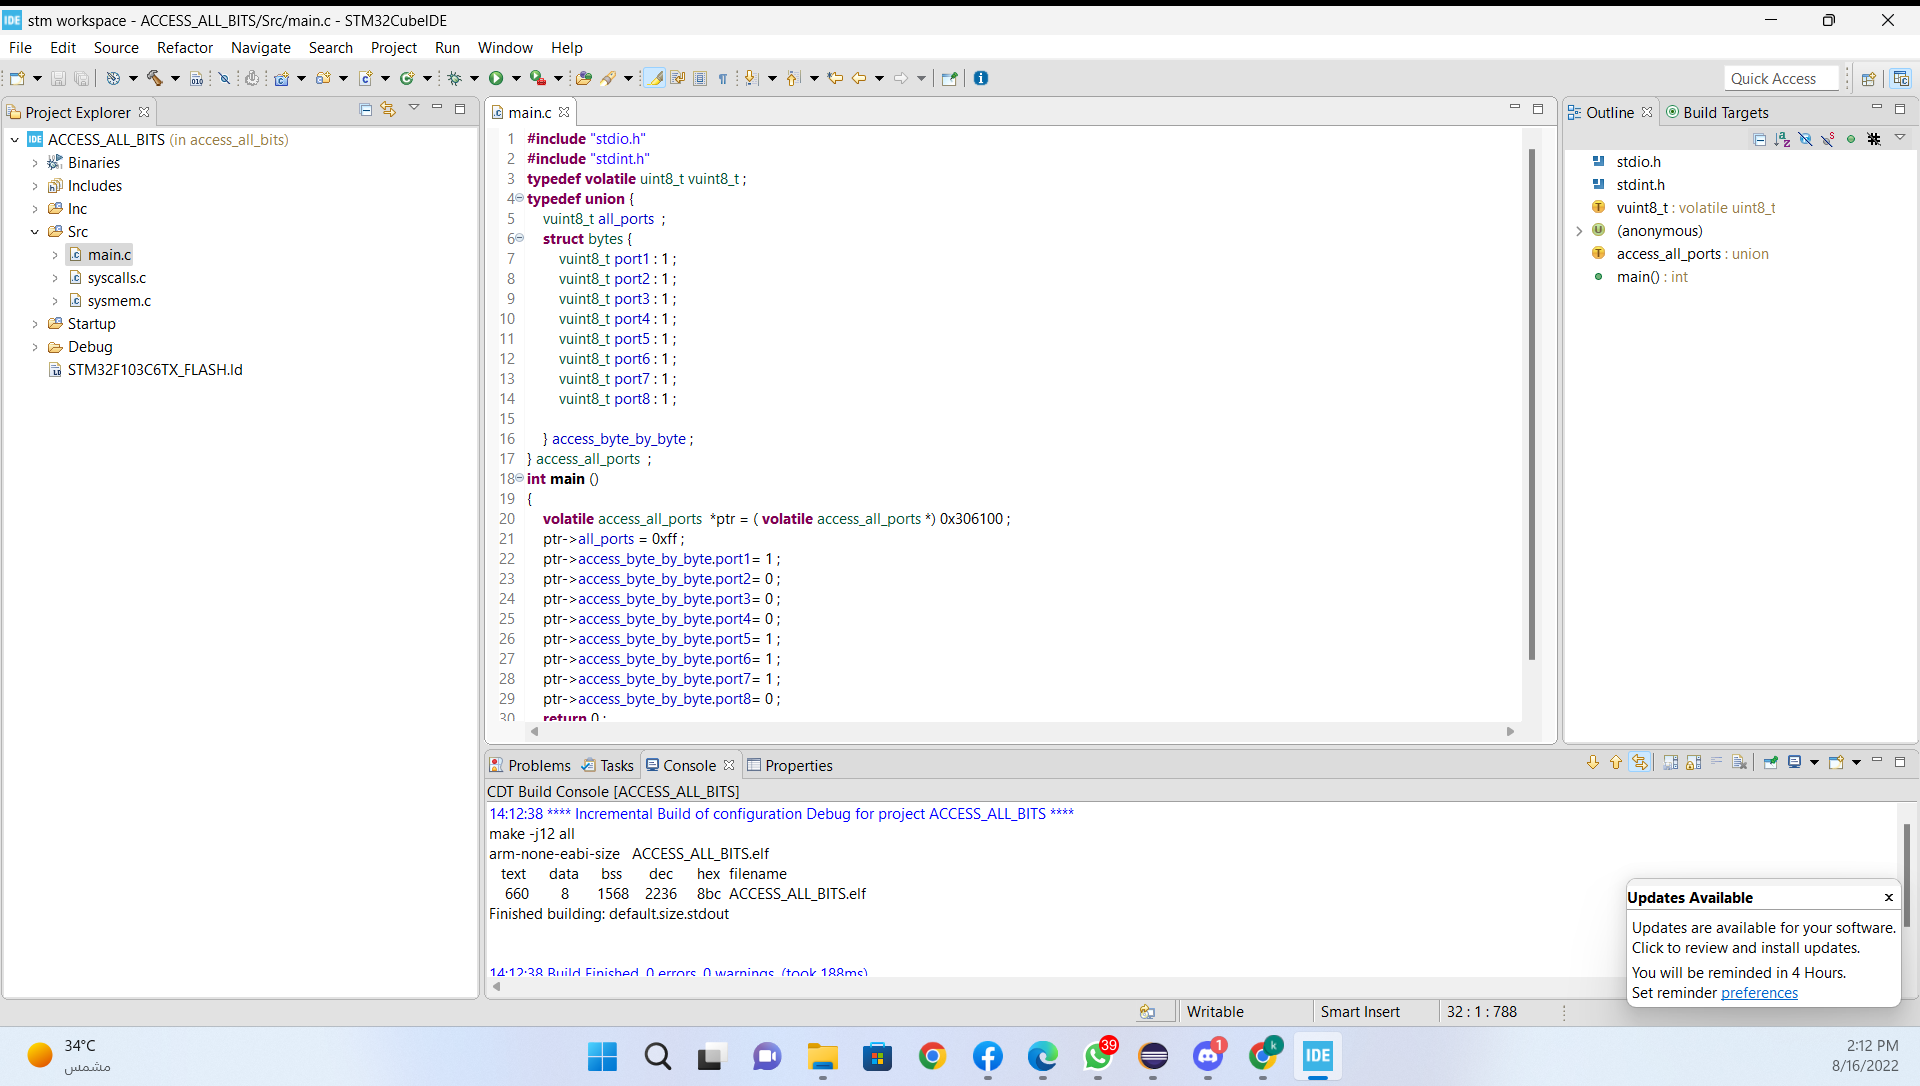 IDE stm workspace - ACCESS_ALL_BITS/Src/main.c - STM32CubeIDE
File Edit Source Refactor Navigate Search Project Run Window Help
Quick Access
Project Explorer
ACCESS_ALL_BITS (in access_all_bits)
Binaries
Includes
Inc
Src
main.c
syscalls.c
sysmem.c
Startup
Debug
STM32F103C6TX_FLASH.ld
main.c
1 #include "stdio.h"
2 #include "stdint.h"
3 typedef volatile uint8_t vuint8_t ;
4 typedef union {
5 vuint8_t all_ports ;
6 struct bytes {
7 vuint8_t port1 : 1 ;
8 vuint8_t port2 : 1 ;
9 vuint8_t port3 : 1 ;
10 vuint8_t port4 : 1 ;
11 vuint8_t port5 : 1 ;
12 vuint8_t port6 : 1 ;
13 vuint8_t port7 : 1 ;
14 vuint8_t port8 : 1 ;
15
16 } access_byte_by_byte ;
17 } access_all_ports ;
18 int main ()
19 {
20 volatile access_all_ports *ptr = ( volatile access_all_ports *) 0x306100 ;
21 ptr->all_ports = 0xff ;
22 ptr->access_byte_by_byte.port1= 1 ;
23 ptr->access_byte_by_byte.port2= 0 ;
24 ptr->access_byte_by_byte.port3= 0 ;
25 ptr->access_byte_by_byte.port4= 0 ;
26 ptr->access_byte_by_byte.port5= 1 ;
27 ptr->access_byte_by_byte.port6= 1 ;
28 ptr->access_byte_by_byte.port7= 1 ;
29 ptr->access_byte_by_byte.port8= 0 ;
30 return 0 ;
Outline Build Targets
stdio.h
stdint.h
vuint8_t : volatile uint8_t
(anonymous)
access_all_ports : union
main() : int
Problems Tasks Console Properties
CDT Build Console [ACCESS_ALL_BITS]
14:12:38 **** Incremental Build of configuration Debug for project ACCESS_ALL_BITS ****
make -j12 all
arm-none-eabi-size ACCESS_ALL_BITS.elf
text data bss dec hex filename
660 8 1568 2236 8bc ACCESS_ALL_BITS.elf
Finished building: default.size.stdout
14:12:38 Build Finished. 0 errors, 0 warnings. (took 188ms)
Updates Available
Updates are available for your software.
Click to review and install updates.
You will be reminded in 4 Hours.
Set reminder preferences
Writable Smart Insert 32 : 1 : 788
34°C
مشمس
39
1
k
IDE
2:12 PM
8/16/2022